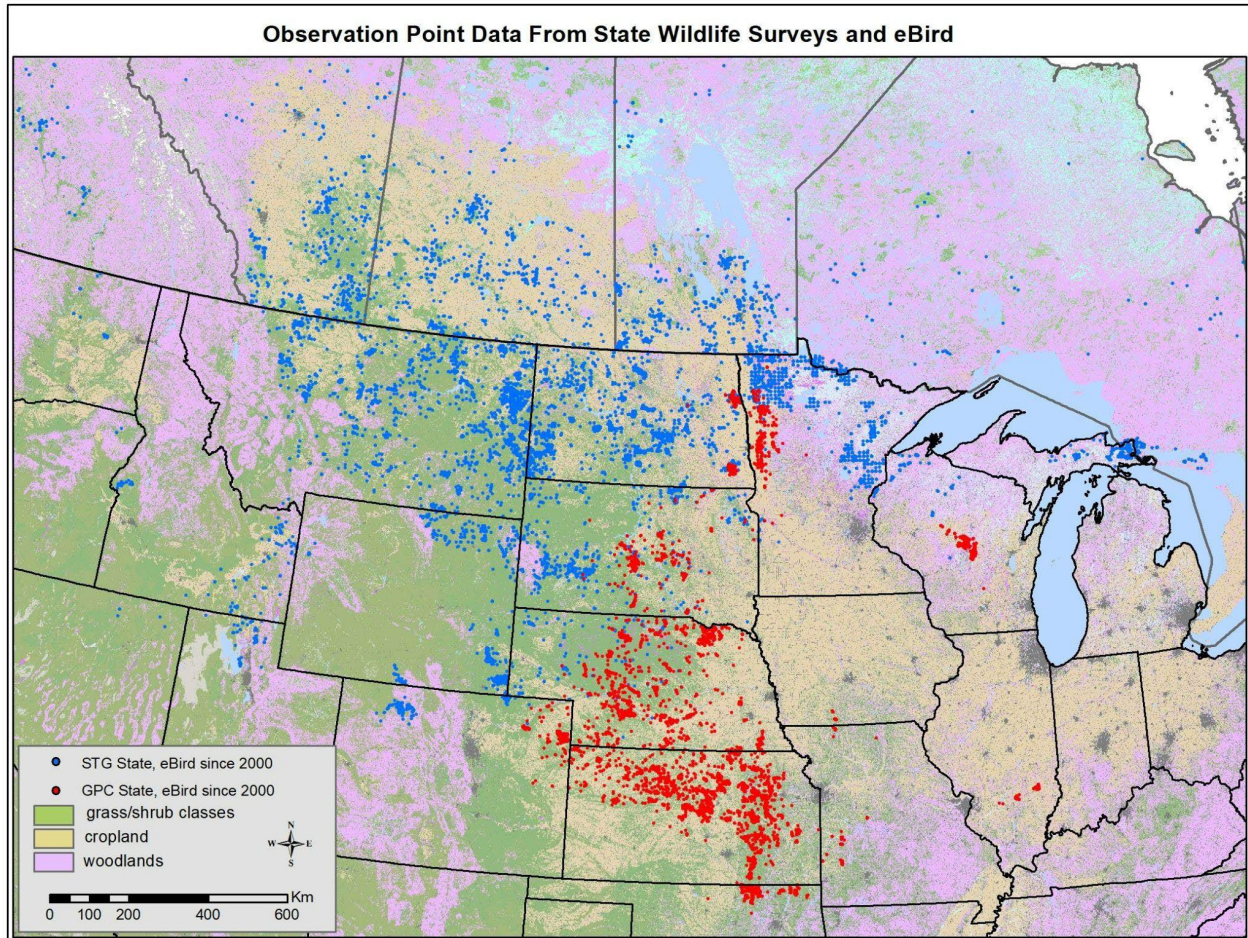 Observation Point Data From State Wildlife Surveys and eBird
STG State, eBird since 2000
GPC State, eBird since 2000
grass/shrub classes
cropland
woodlands
N
W E
S
Km
0 100 200 400 600